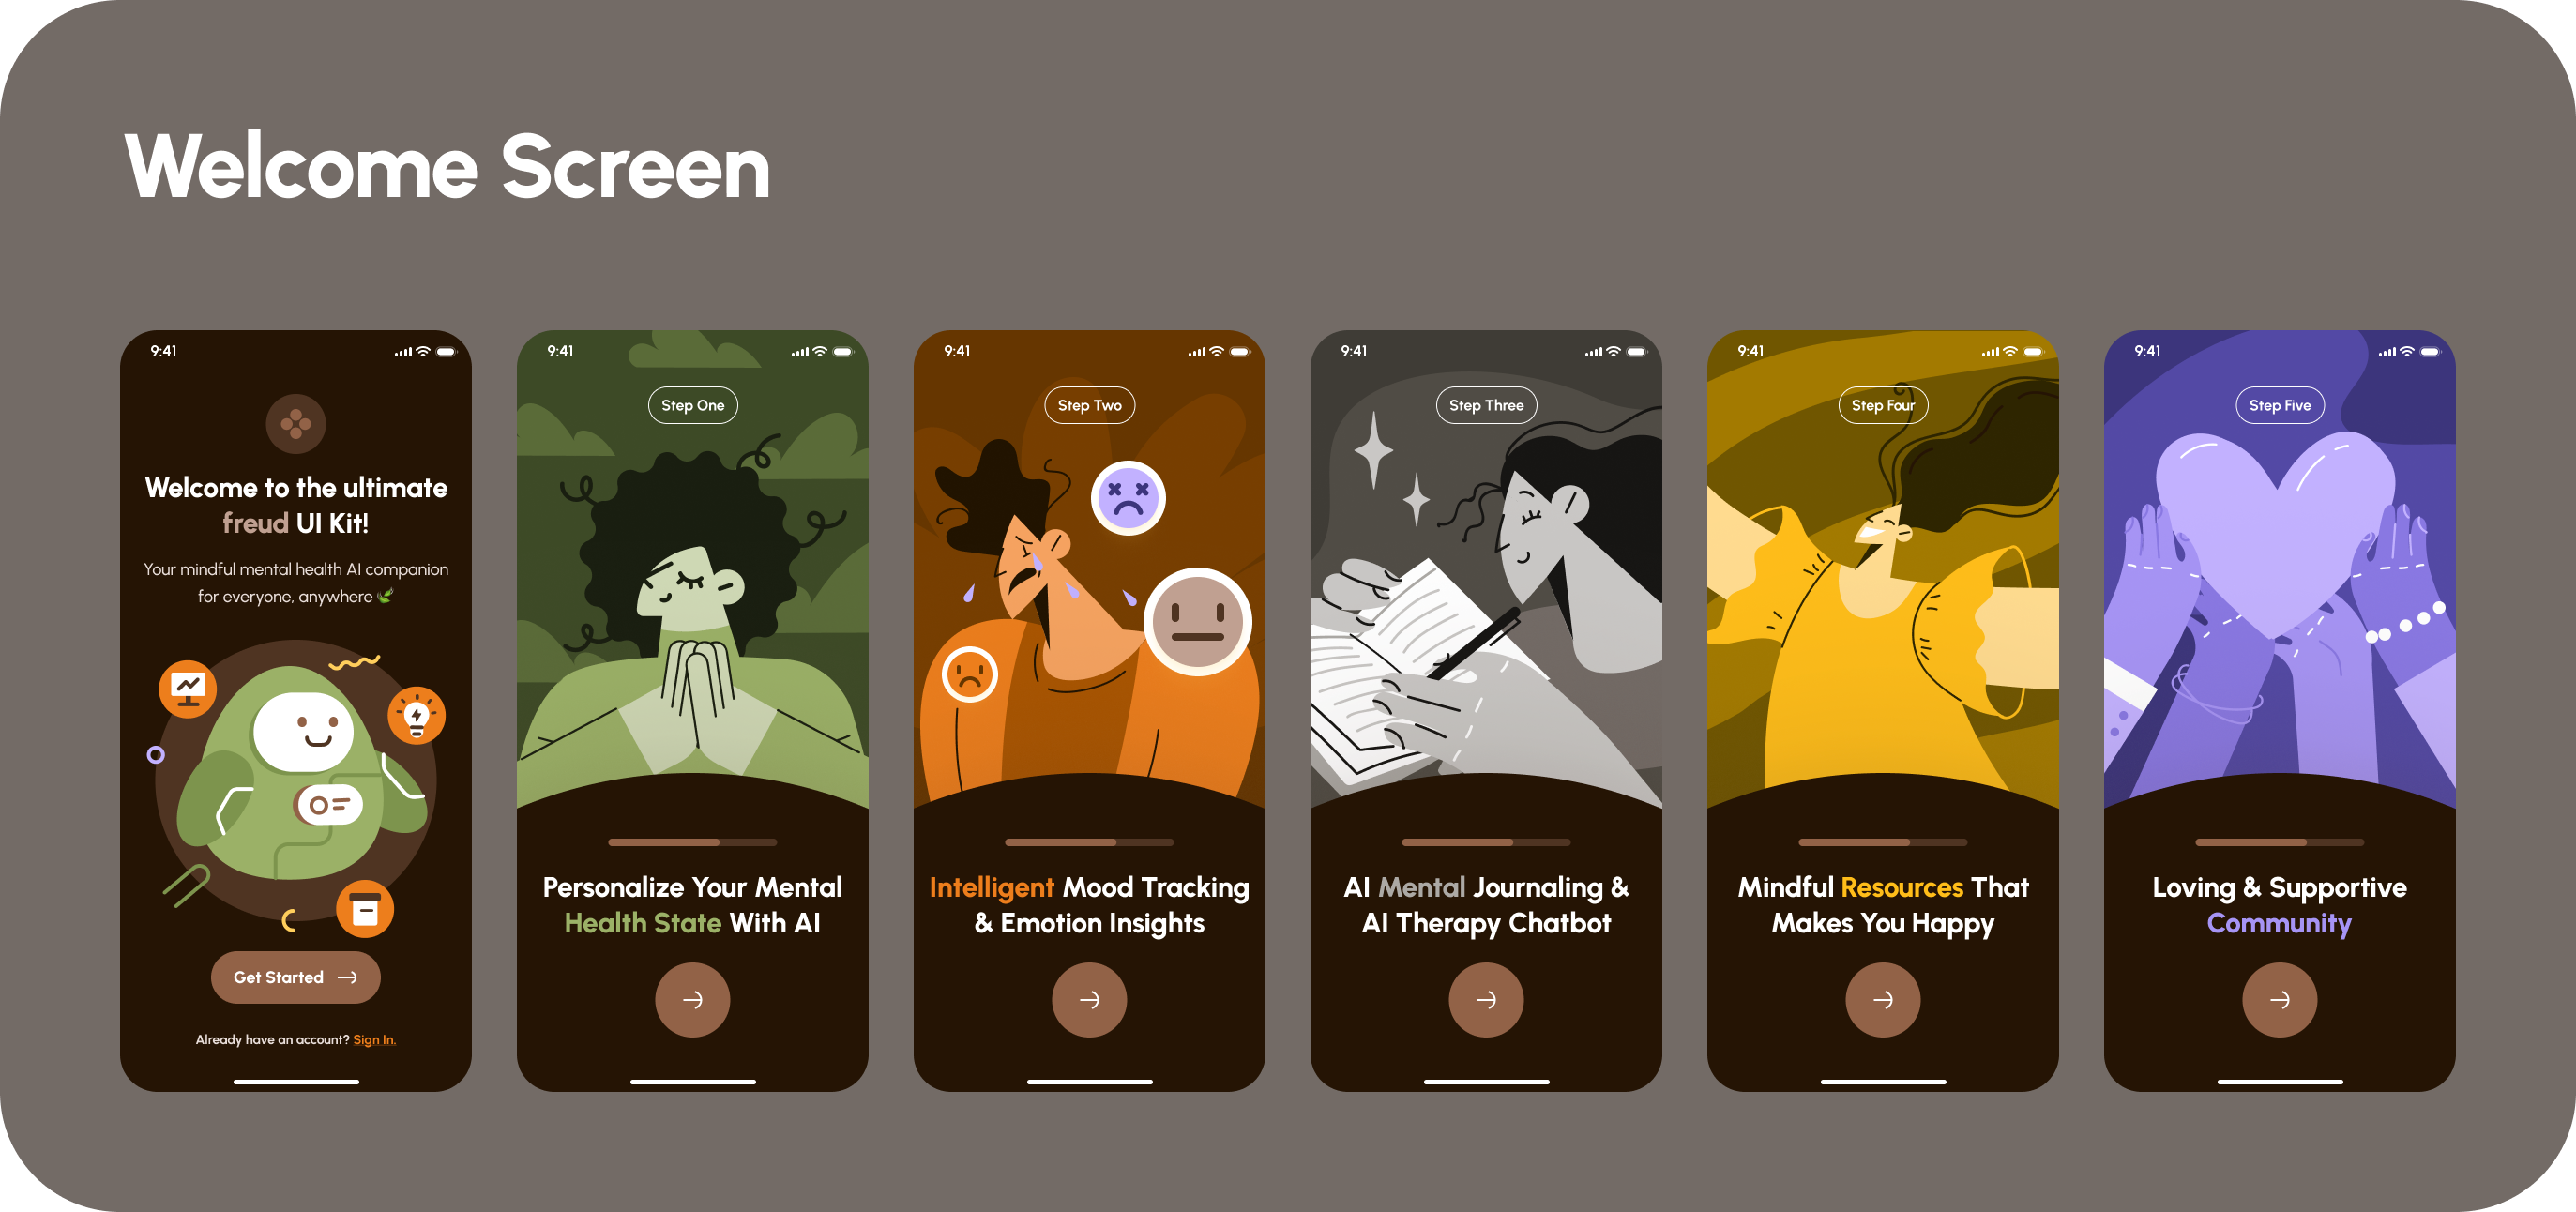 Welcome Screen
9:41
Welcome to the ultimate
freud UI Kit!
Your mindful mental health AI companion
for everyone, anywhere 🌿
Get Started
Already have an account? Sign In.
9:41
Step One
Personalize Your Mental
Health State With AI
9:41
Step Two
Intelligent Mood Tracking
& Emotion Insights
9:41
Step Three
AI Mental Journaling &
AI Therapy Chatbot
9:41
Step Four
Mindful Resources That
Makes You Happy
9:41
Step Five
Loving & Supportive
Community